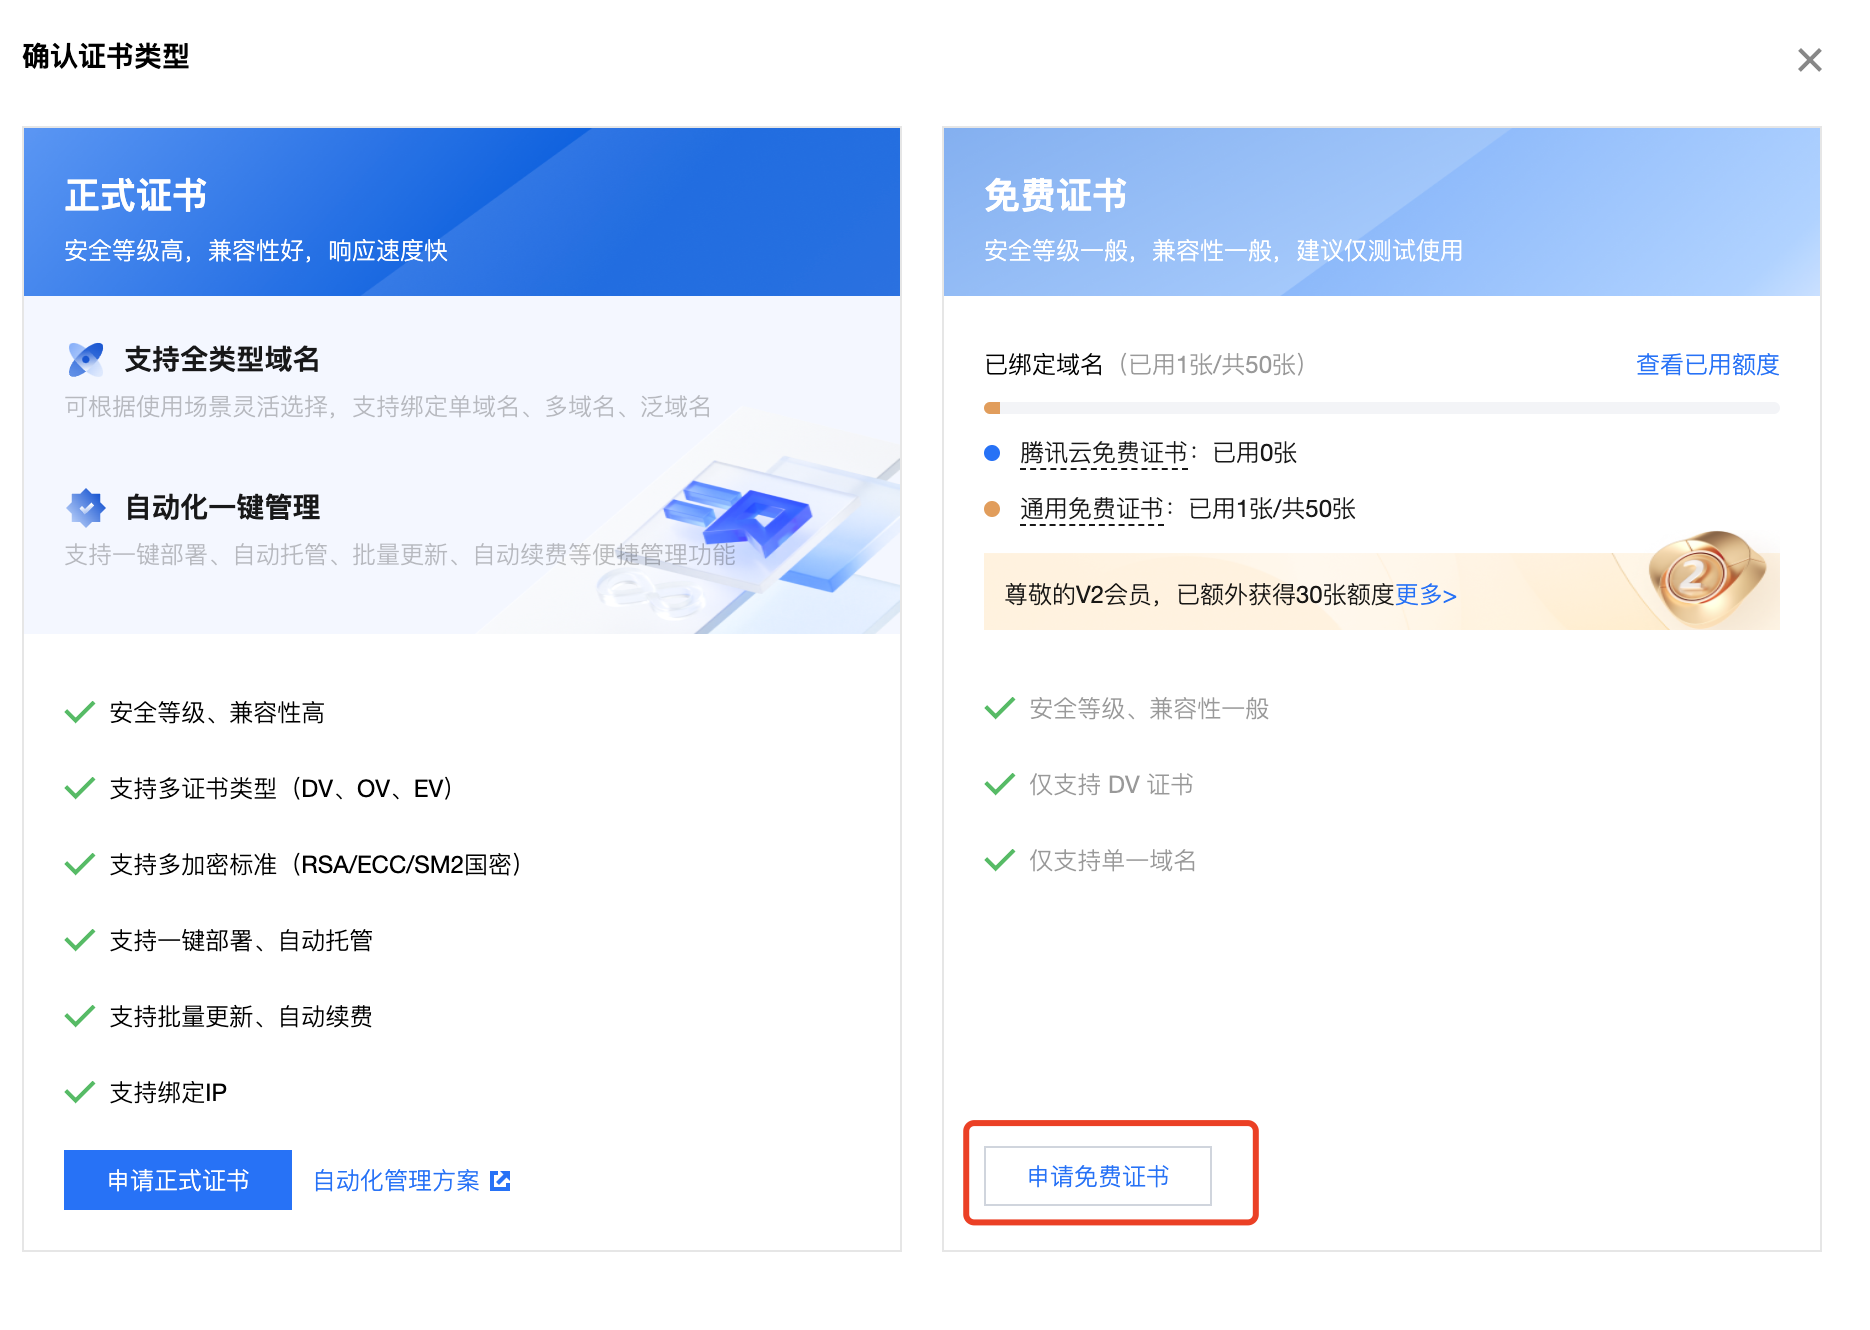 确认证书类型
正式证书
安全等级高，兼容性好，响应速度快
支持全类型域名
可根据使用场景灵活选择，支持绑定单域名、多域名、泛域名
自动化一键管理
支持一键部署、自动托管、批量更新、自动续费等便捷管理功能
安全等级、兼容性高
支持多证书类型（DV、OV、EV）
支持多加密标准（RSA/ECC/SM2国密）
支持一键部署、自动托管
支持批量更新、自动续费
支持绑定IP
申请正式证书 自动化管理方案
免费证书
安全等级一般，兼容性一般，建议仅测试使用
已绑定域名（已用1张/共50张） 查看已用额度
腾讯云免费证书：已用0张
通用免费证书：已用1张/共50张
尊敬的V2会员，已额外获得30张额度更多>
2
安全等级、兼容性一般
仅支持 DV 证书
仅支持单一域名
申请免费证书